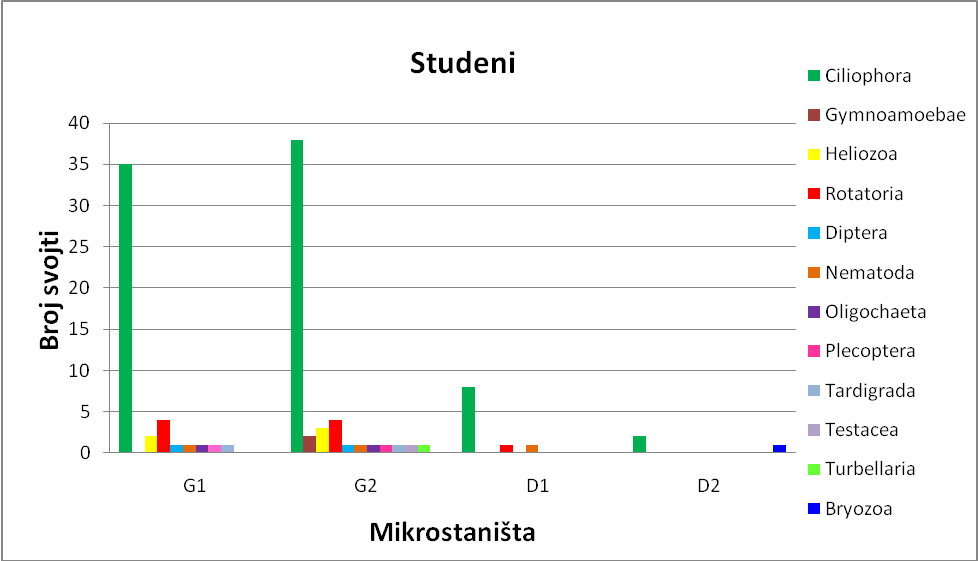 Studeni
Broj svojti
40
35
30
25
20
15
10
5
0
G1
G2
D1
D2
Mikrostaništa
Ciliophora
Gymnoamoebae
Heliozoa
Rotatoria
Diptera
Nematoda
Oligochaeta
Plecoptera
Tardigrada
Testacea
Turbellaria
Bryozoa